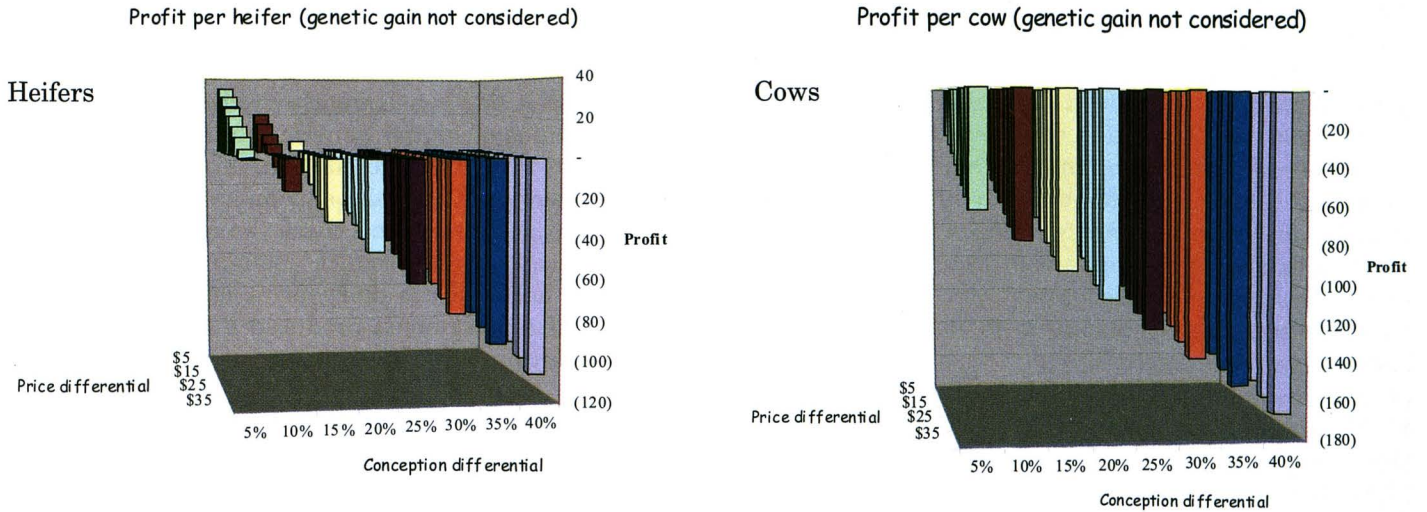 Profit per heifer (genetic gain not considered)
Heifers
40
20
-
(20)
(40)
Profit
(60)
(80)
(100)
(120)
$5
$15
$25
$35
Price differential
5% 10% 15% 20% 25% 30% 35% 40%
Conception differential
Profit per cow (genetic gain not considered)
Cows
-
(20)
(40)
(60)
(80)
Profit
(100)
(120)
(140)
(160)
(180)
$5
$15
$25
$35
Price differential
5% 10% 15% 20% 25% 30% 35% 40%
Conception differential